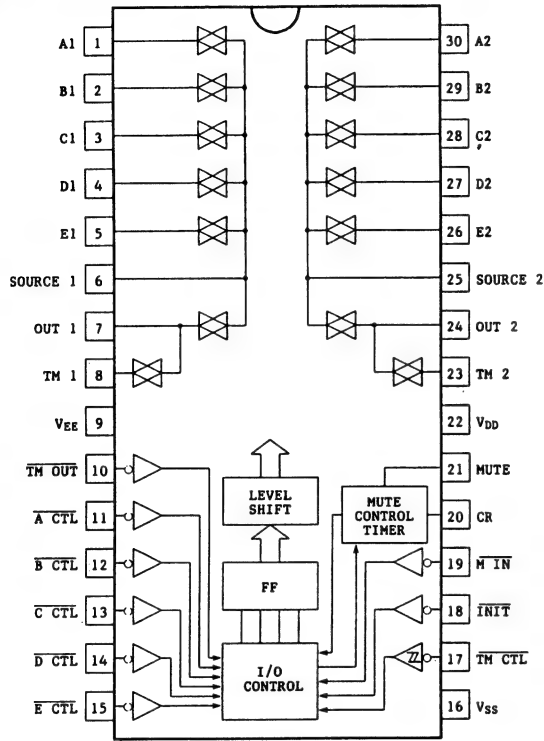 A1 1
B1 2
C1 3
D1 4
E1 5
SOURCE 1 6
OUT 1 7
TM 1 8
VEE 9
TM OUT 10
A CTL 11
B CTL 12
C CTL 13
D CTL 14
E CTL 15
30 A2
29 B2
28 C2
27 D2
26 E2
25 SOURCE 2
24 OUT 2
23 TM 2
22 VDD
21 MUTE
20 CR
19 M IN
18 INIT
17 TM CTL
16 VSS
LEVEL
SHIFT
FF
I/O
CONTROL
MUTE
CONTROL
TIMER